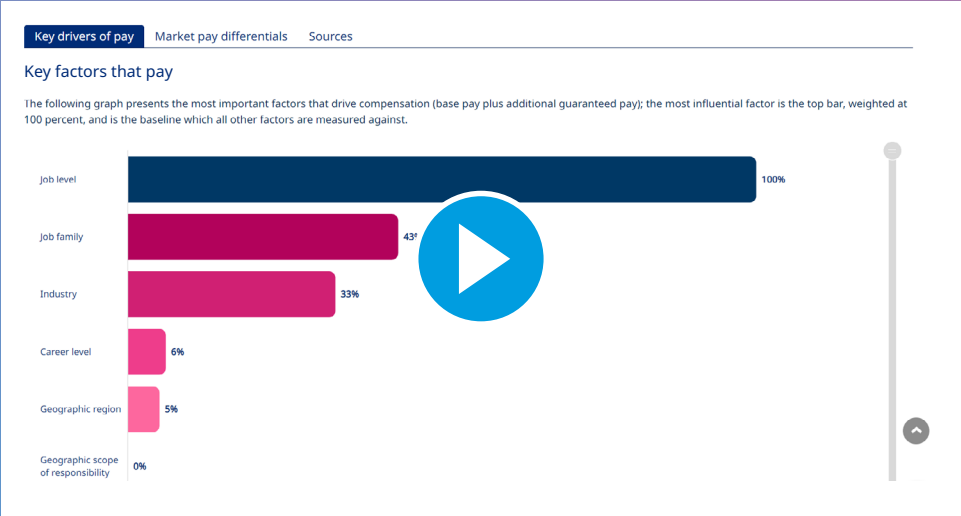 Key drivers of pay Market pay differentials Sources
Key factors that pay
The following graph presents the most important factors that drive compensation (base pay plus additional guaranteed pay); the most influential factor is the top bar, weighted at
100 percent, and is the baseline which all other factors are measured against.
Job level 100%
Job family 43
Industry 33%
Career level 6%
Geographic region 5%
Geographic scope
of responsibility 0%